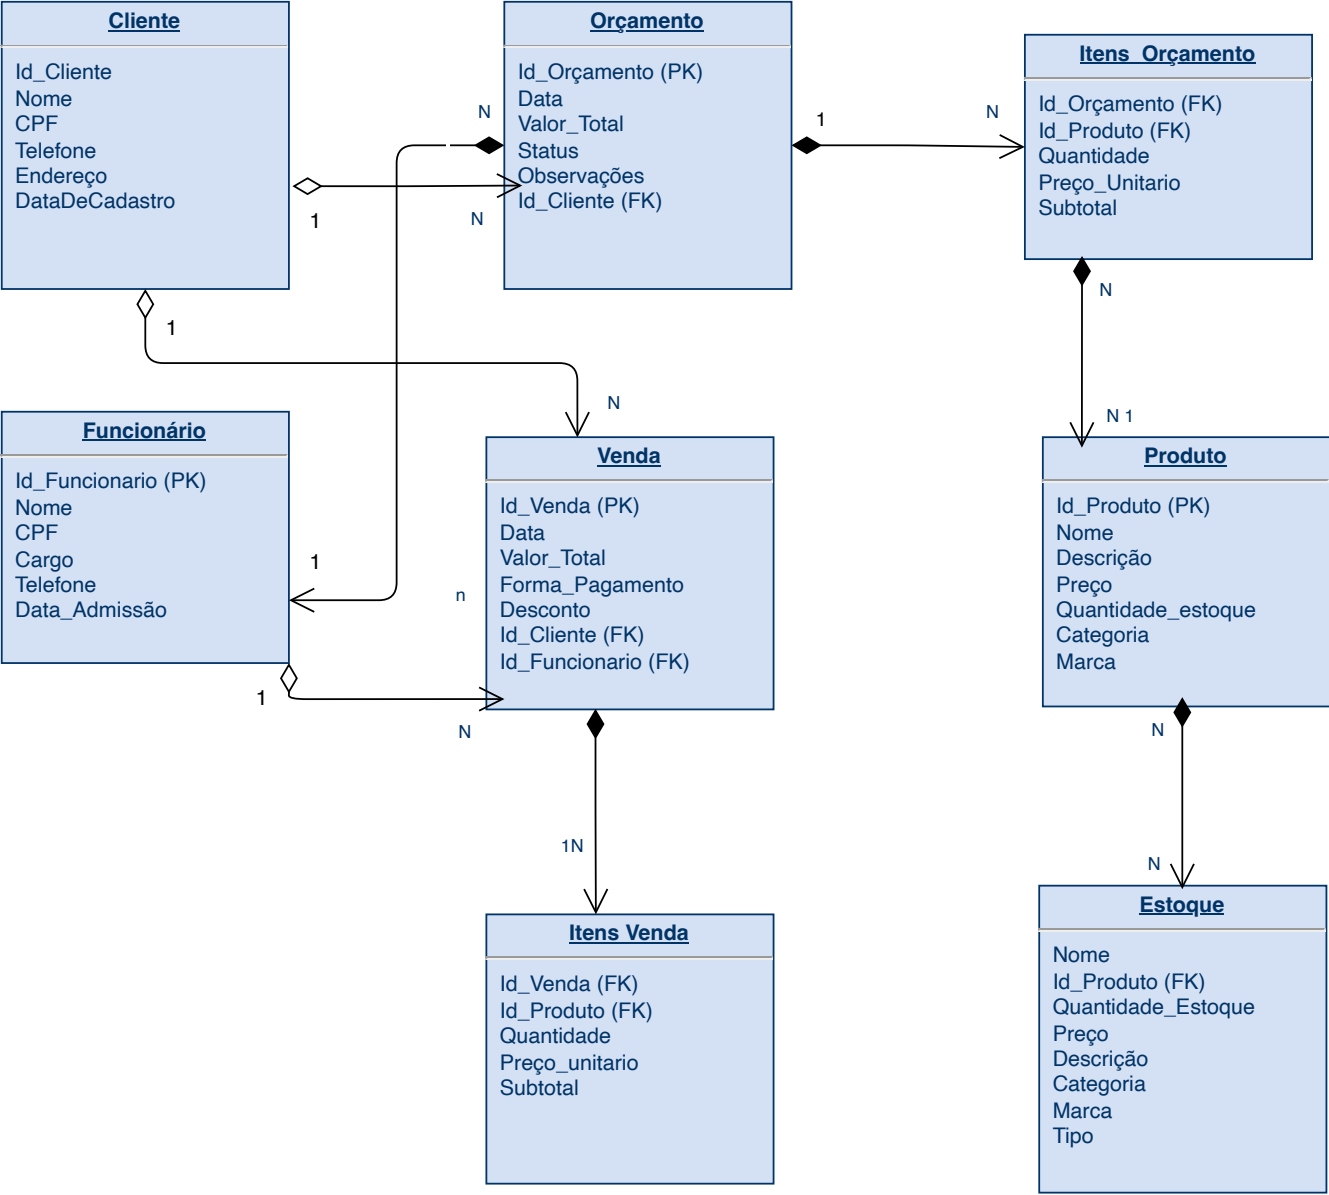 Cliente
Id_Cliente
Nome
CPF
Telefone
Endereço
DataDeCadastro
Orçamento
Id_Orçamento (PK)
Data
Valor_Total
Status
Observações
Id_Cliente (FK)
Itens_Orçamento
Id_Orçamento (FK)
Id_Produto (FK)
Quantidade
Preço_Unitario
Subtotal
N
1
N
1
N
1
N
N
N 1
Funcionário
Id_Funcionario (PK)
Nome
CPF
Cargo
Telefone
Data_Admissão
1
n
1
N
Venda
Id_Venda (PK)
Data
Valor_Total
Forma_Pagamento
Desconto
Id_Cliente (FK)
Id_Funcionario (FK)
Produto
Id_Produto (PK)
Nome
Descrição
Preço
Quantidade_estoque
Categoria
Marca
N
1N
N
Itens Venda
Id_Venda (FK)
Id_Produto (FK)
Quantidade
Preço_unitario
Subtotal
Estoque
Nome
Id_Produto (FK)
Quantidade_Estoque
Preço
Descrição
Categoria
Marca
Tipo